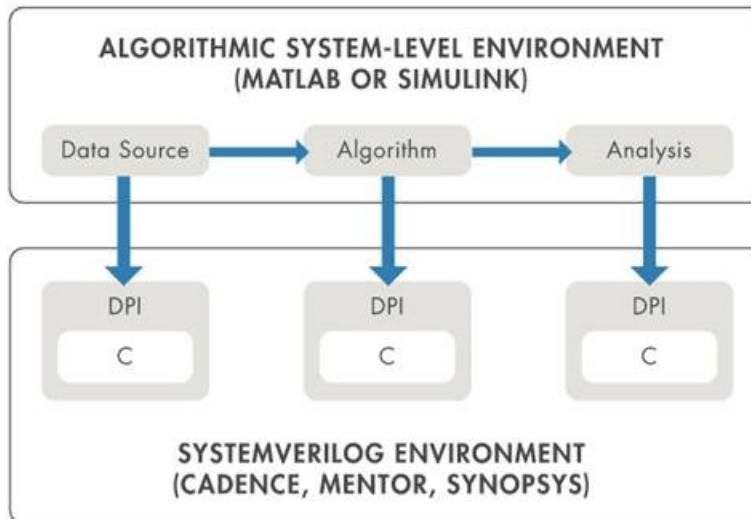 ALGORITHMIC SYSTEM-LEVEL ENVIRONMENT
(MATLAB OR SIMULINK)
Data Source
Algorithm
Analysis
DPI
DPI
DPI
C
C
C
SYSTEMVERILOG ENVIRONMENT
(CADENCE, MENTOR, SYNOPSYS)